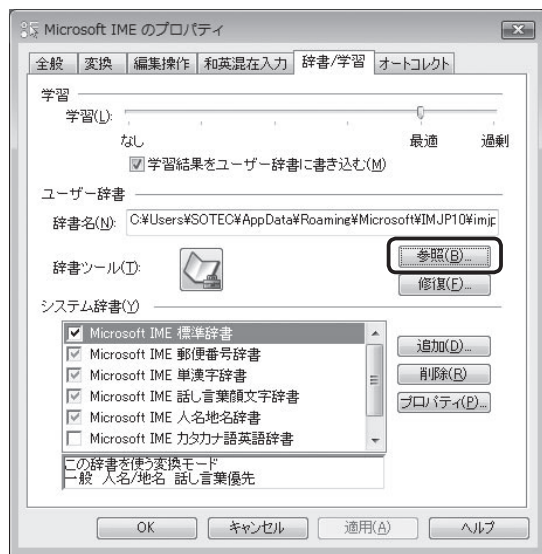 Microsoft IME のプロパティ
全般 変換 編集操作 和英混在入力 辞書/学習 オートコレクト
学習
学習(L):
なし 最適 過剰
学習結果をユーザー辞書に書き込む(M)
ユーザー辞書
辞書名(N): C:¥Users¥SOTEC¥AppData¥Roaming¥Microsoft¥IMJP10¥imjp
参照(B)...
辞書ツール(T):
修復(F)...
システム辞書(Y)
Microsoft IME 標準辞書
Microsoft IME 郵便番号辞書
Microsoft IME 単漢字辞書
Microsoft IME 話し言葉顔文字辞書
Microsoft IME 人名地名辞書
Microsoft IME カタカナ語英語辞書
追加(D)...
削除(R)
プロパティ(P)...
この辞書を使う変換モード
一般 人名/地名 話し言葉優先
OK キャンセル 適用(A) ヘルプ